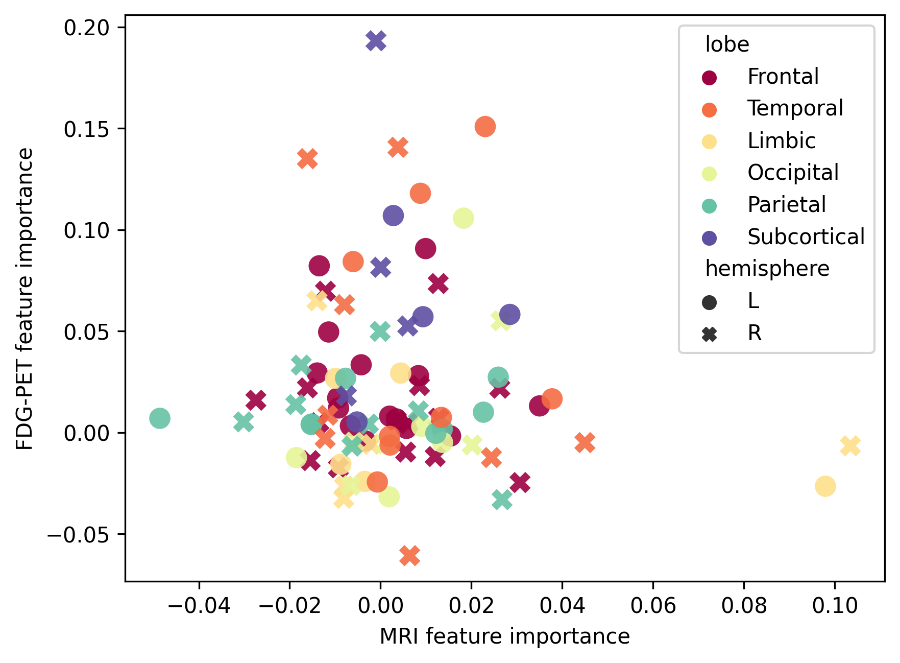 0.20
0.15
0.10
0.05
0.00
−0.05
FDG-PET feature importance
−0.04
−0.02
0.00
0.02
0.04
0.06
0.08
0.10
MRI feature importance
lobe
Frontal
Temporal
Limbic
Occipital
Parietal
Subcortical
hemisphere
L
R